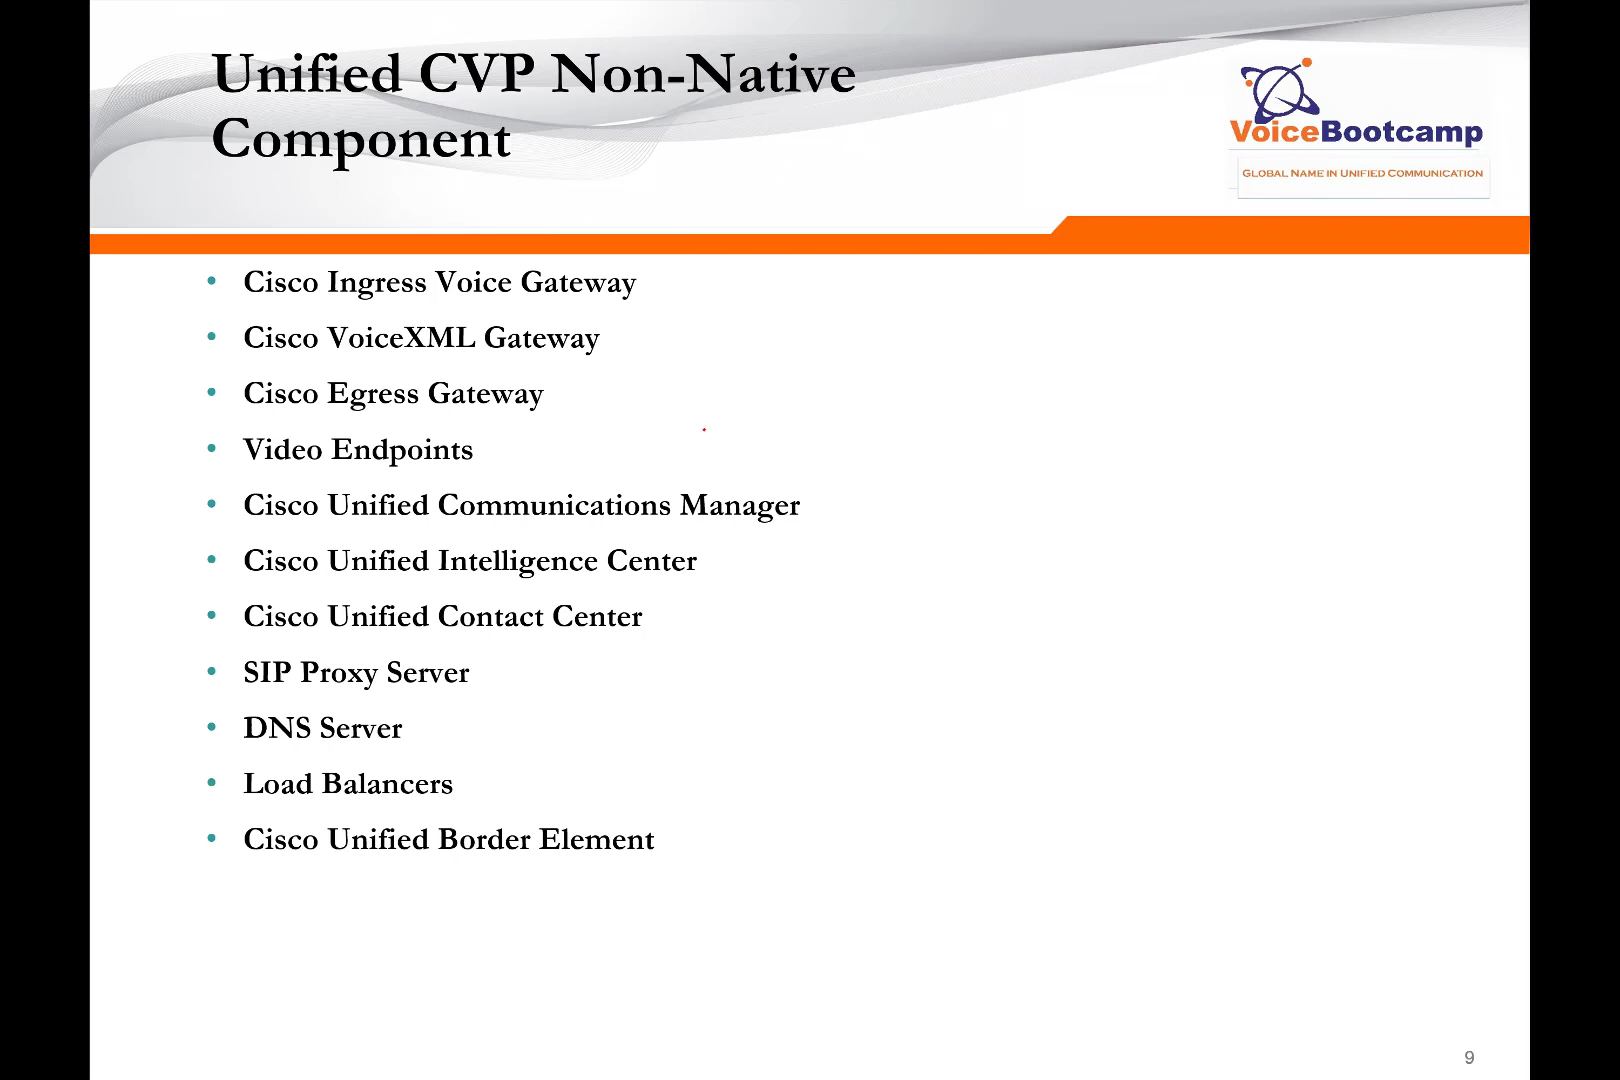 Unified CVP Non-Native
Component
VoiceBootcamp
GLOBAL NAME IN UNIFIED COMMUNICATION
• Cisco Ingress Voice Gateway
• Cisco VoiceXML Gateway
• Cisco Egress Gateway
• Video Endpoints
• Cisco Unified Communications Manager
• Cisco Unified Intelligence Center
• Cisco Unified Contact Center
• SIP Proxy Server
• DNS Server
• Load Balancers
• Cisco Unified Border Element
9